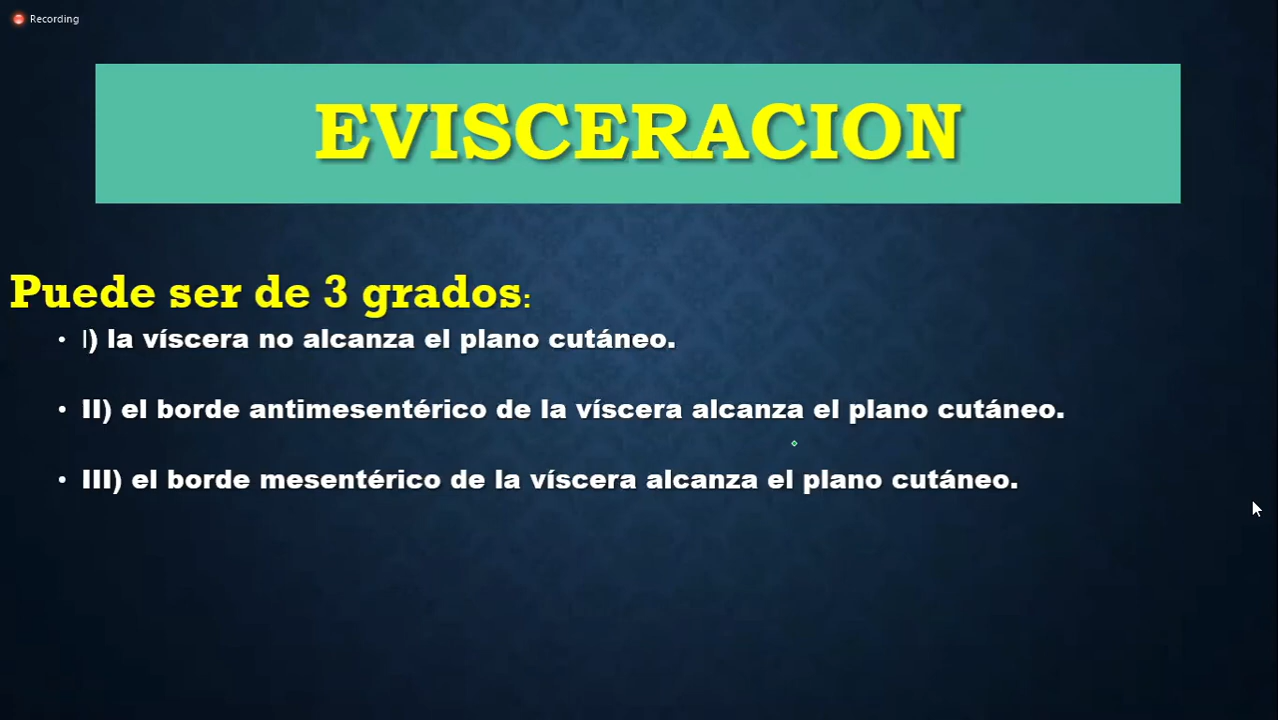 Recording
EVISCERACION
Puede ser de 3 grados:
• I) la víscera no alcanza el plano cutáneo.
• II) el borde antimesentérico de la víscera alcanza el plano cutáneo.
• III) el borde mesentérico de la víscera alcanza el plano cutáneo.